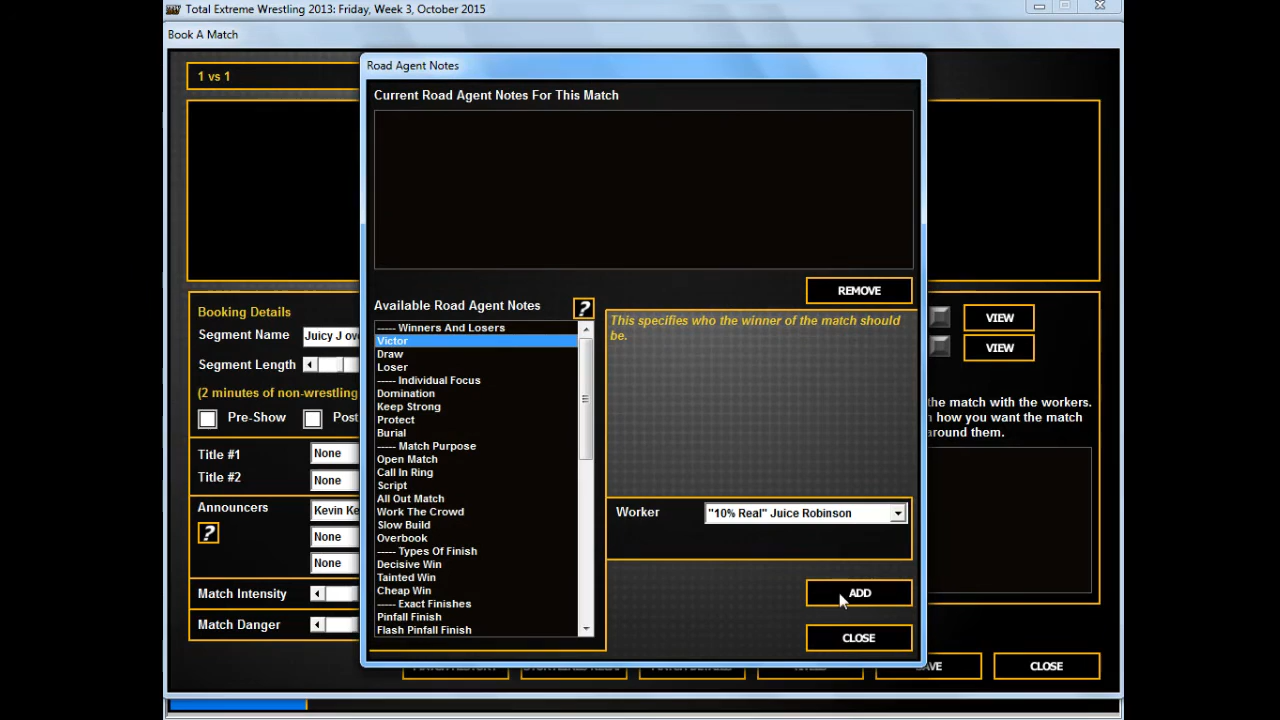 Total Extreme Wrestling 2013: Friday, Week 3, October 2015
Book A Match
Road Agent Notes
1 vs 1
Current Road Agent Notes For This Match
REMOVE
Available Road Agent Notes
?
----- Winners And Losers
Victor
Draw
Loser
----- Individual Focus
Domination
Keep Strong
Protect
Burial
----- Match Purpose
Open Match
Call In Ring
Script
All Out Match
Work The Crowd
Slow Build
Overbook
----- Types Of Finish
Decisive Win
Tainted Win
Cheap Win
----- Exact Finishes
Pinfall Finish
Flash Pinfall Finish
This specifies who the winner of the match should
be.
Worker
"10% Real" Juice Robinson
ADD
CLOSE
Booking Details
Segment Name
Juicy J ov
Segment Length
(2 minutes of non-wrestling
Pre-Show
Post
Title #1
None
Title #2
None
Announcers
Kevin Ke
?
None
None
Match Intensity
Match Danger
VIEW
VIEW
the match with the workers.
how you want the match
around them.
SAVE
CLOSE